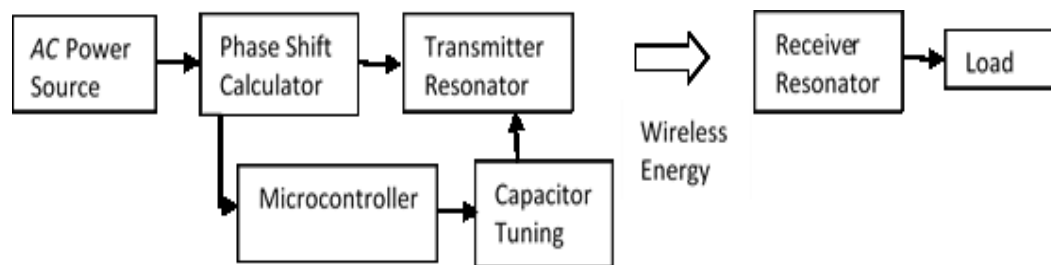 AC Power
Source
Phase Shift
Calculator
Transmitter
Resonator
Wireless
Energy
Receiver
Resonator
Load
Microcontroller
Capacitor
Tuning